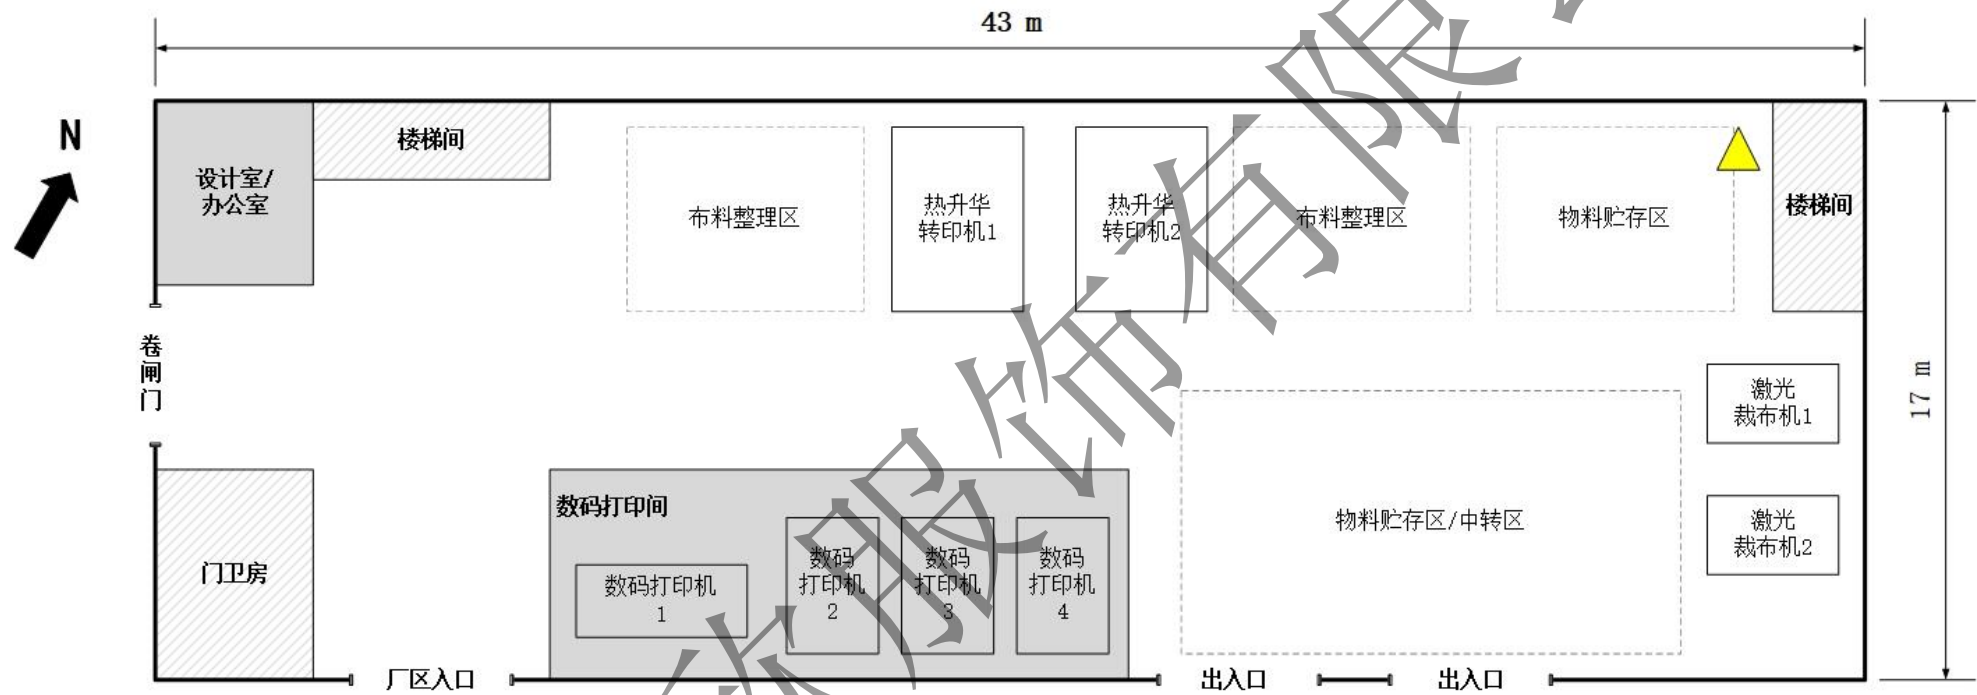 43 m
N
设计室/
办公室
楼梯间
布料整理区
热升华
转印机1
热升华
转印机2
布料整理区
物料贮存区
楼梯间
卷
闸
门
激光
裁布机1
17 m
数码打印间
物料贮存区/中转区
激光
裁布机2
门卫房
数码打印机
1
数码
打印机
2
数码
打印机
3
数码
打印机
4
厂区入口
出入口
出入口
服饰有限